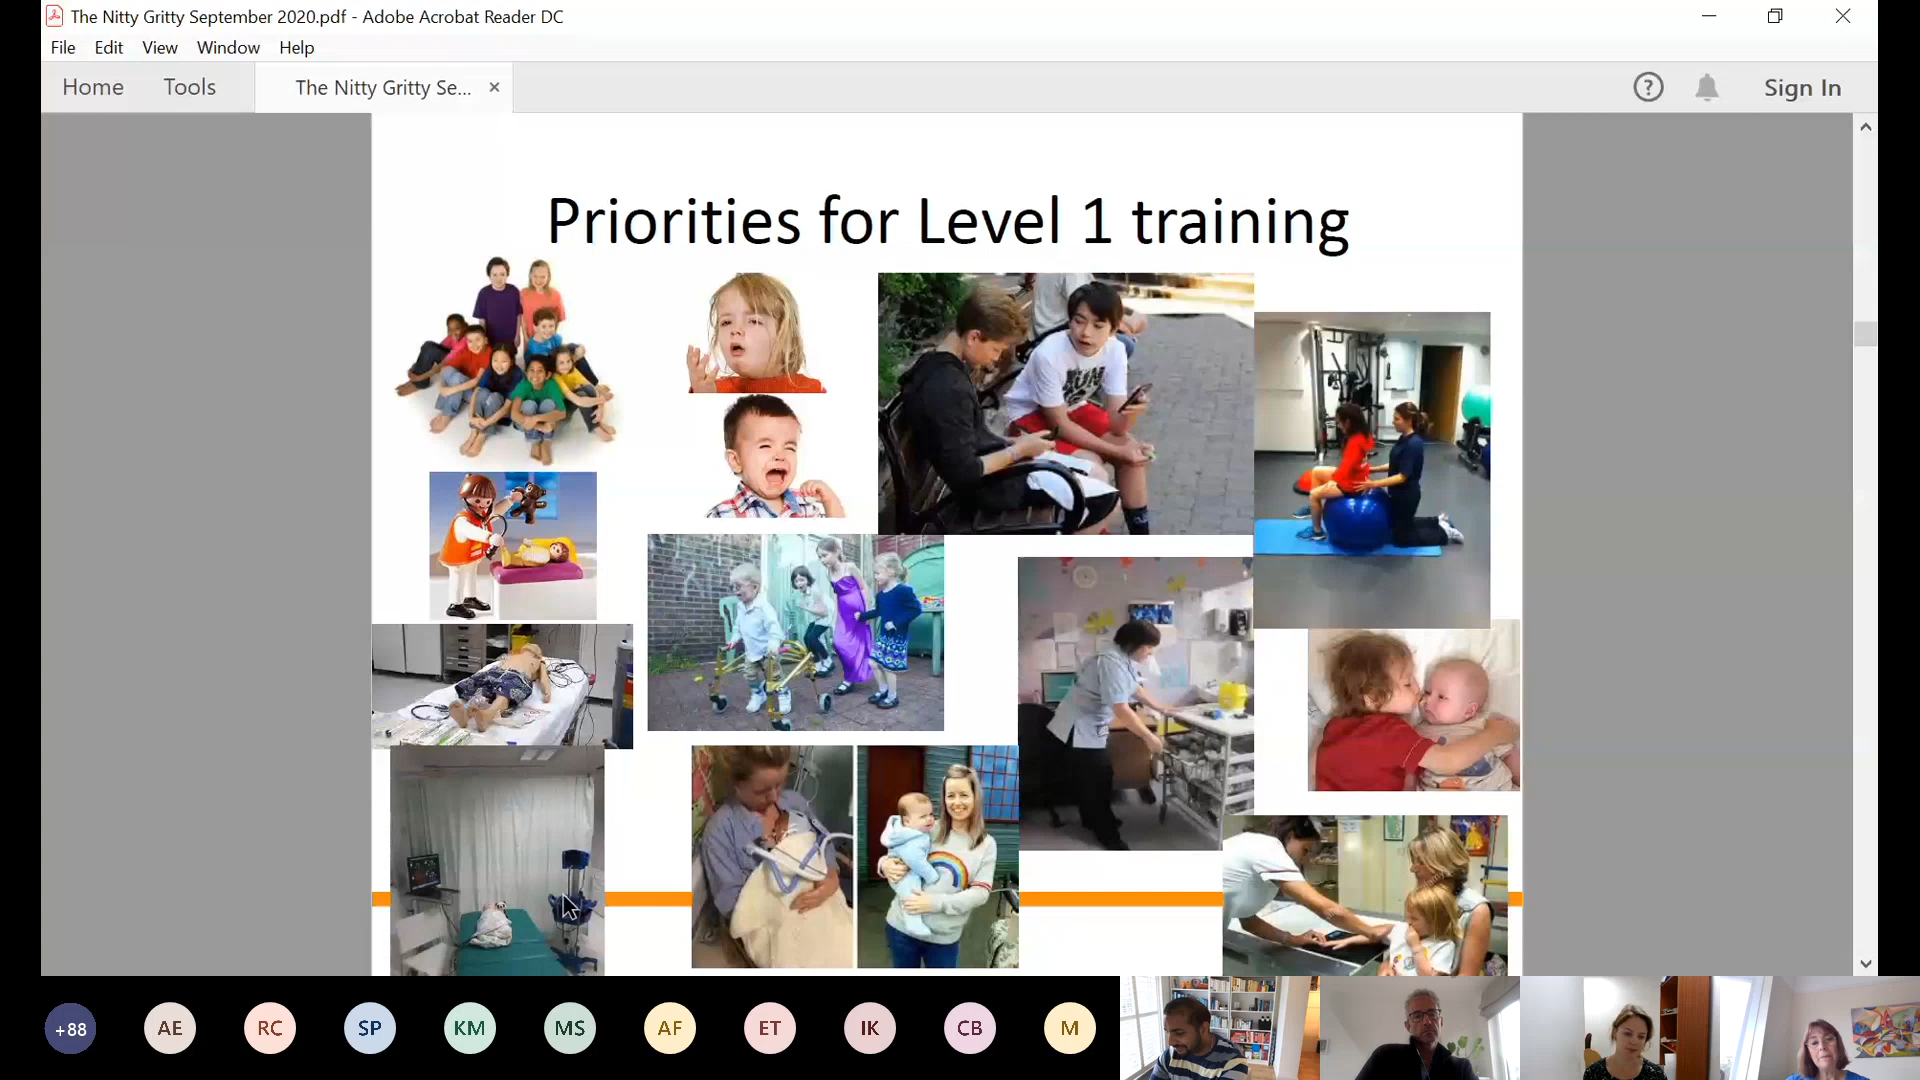 The Nitty Gritty September 2020.pdf - Adobe Acrobat Reader DC
File Edit View Window Help
Home Tools The Nitty Gritty Se... × ? Sign In
Priorities for Level 1 training
+88 AE RC SP KM MS AF ET IK CB M